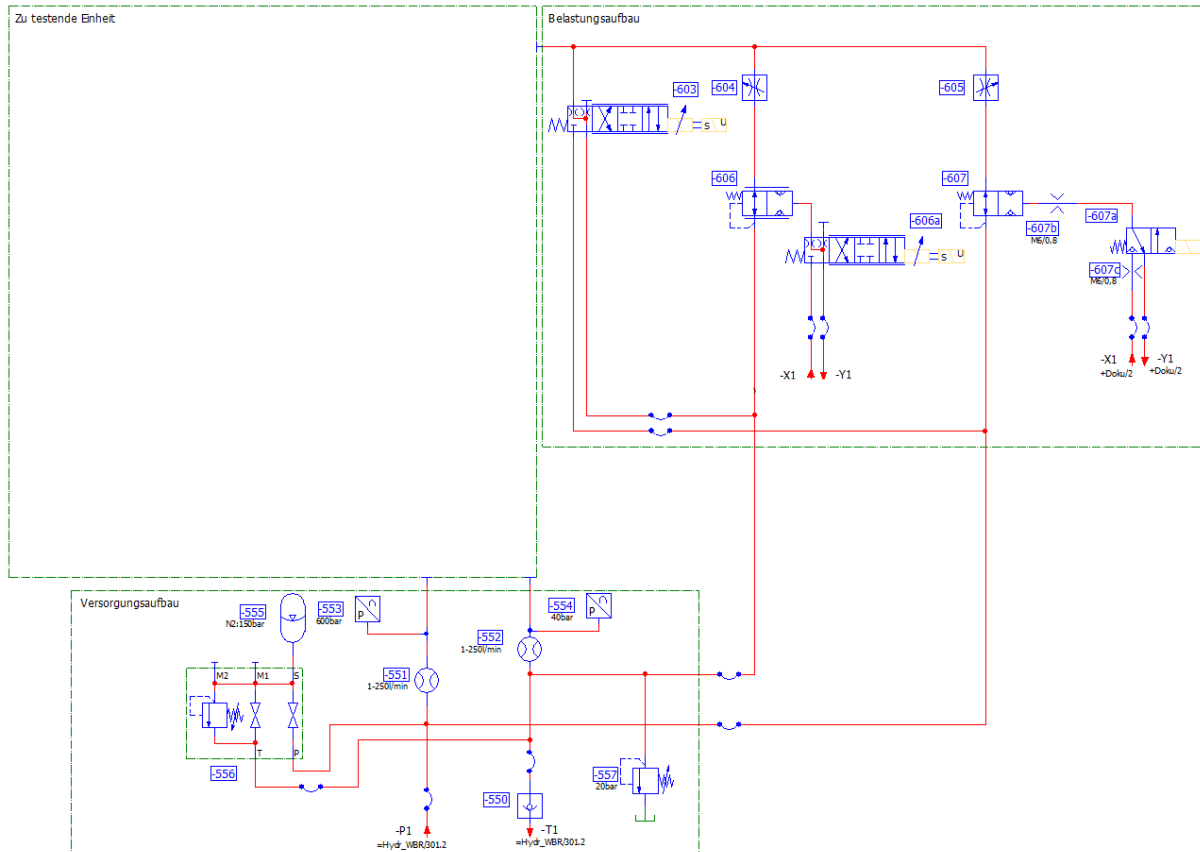 Zu testende Einheit
Belastungsaufbau
-603
-604
-605
S U
-606
-607
-606a
-607a
-607b
M6/0,8
S U
-607c
M6/0,8
-X1
-Y1
-X1
+Doku/2
-Y1
+Doku/2
Versorgungsaufbau
-555
N2:150bar
-553
600bar
P
-554
40bar
P
-552
1-250l/min
-551
1-250l/min
M2
M1
S
T
P
-556
-557
20bar
-550
-P1
=Hydr_WBR/301.2
-T1
=Hydr_WBR/301.2